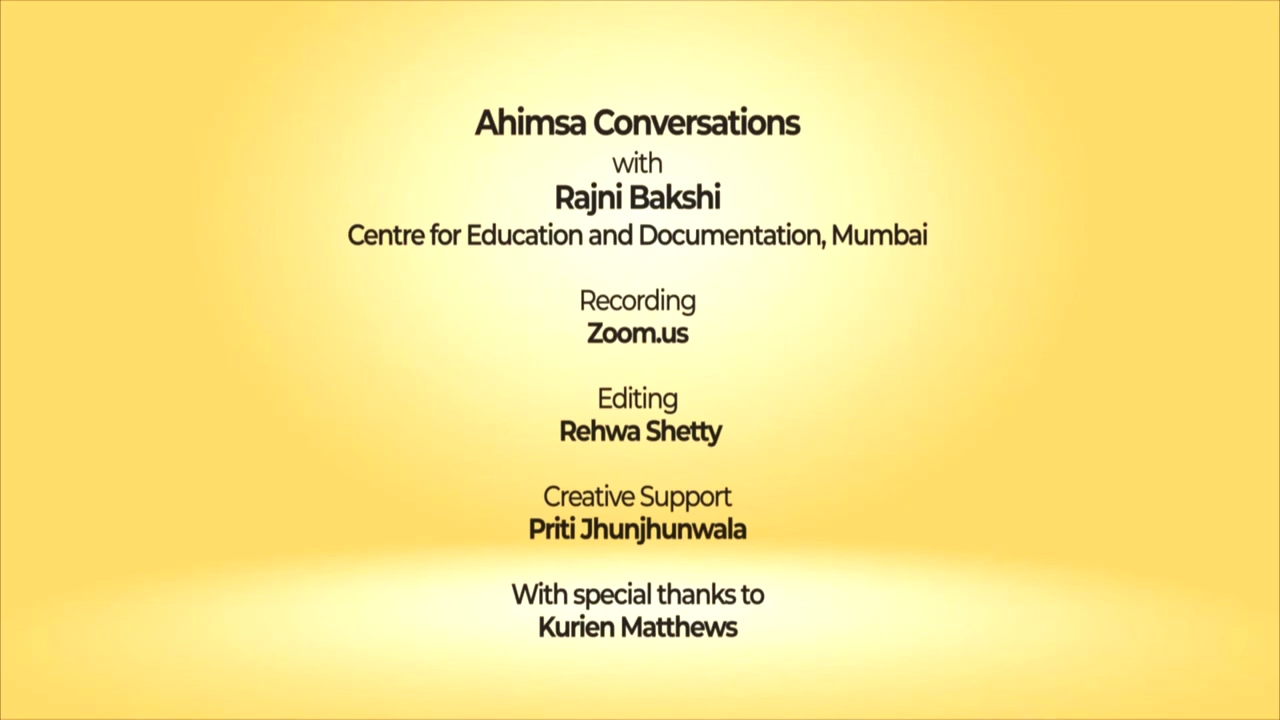 Ahimsa Conversations
with
Rajni Bakshi
Centre for Education and Documentation, Mumbai
Recording
Zoom.us
Editing
Rehwa Shetty
Creative Support
Priti Jhunjhunwala
With special thanks to
Kurien Matthews